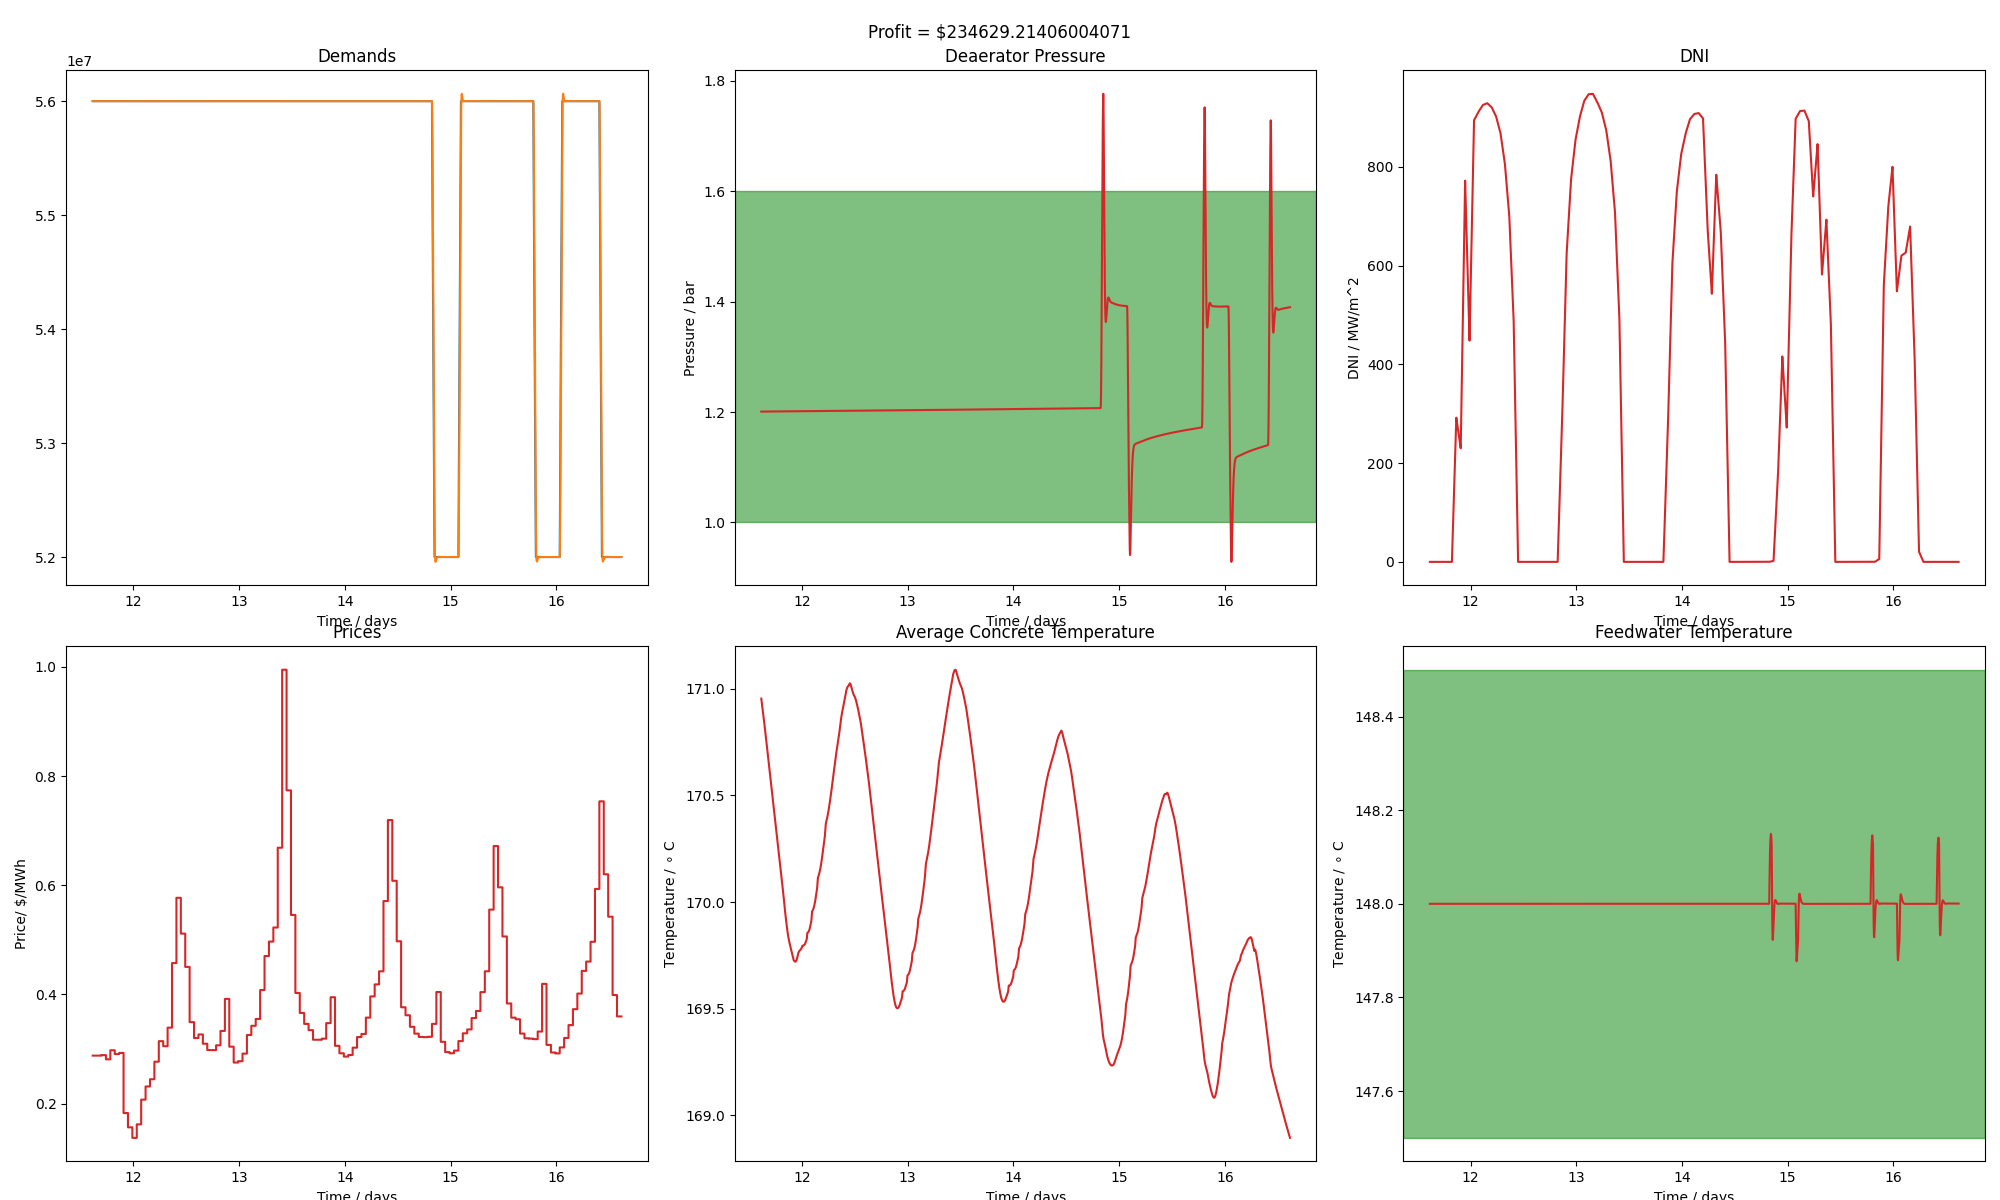 Profit = $234629.21406004071
Demands
1e7
5.6
5.5
5.4
5.3
5.2
12 13 14 15 16
Time / days
Deaerator Pressure
Pressure / bar
1.8
1.6
1.4
1.2
1.0
12 13 14 15 16
Time / days
DNI
DNI / MW/m^2
800
600
400
200
0
12 13 14 15 16
Time / days
Prices
Price/ $/MWh
1.0
0.8
0.6
0.4
0.2
12 13 14 15 16
Time / days
Average Concrete Temperature
Temperature / ∘ C
171.0
170.5
170.0
169.5
169.0
12 13 14 15 16
Time / days
Feedwater Temperature
Temperature / ∘ C
148.4
148.2
148.0
147.8
147.6
12 13 14 15 16
Time / days